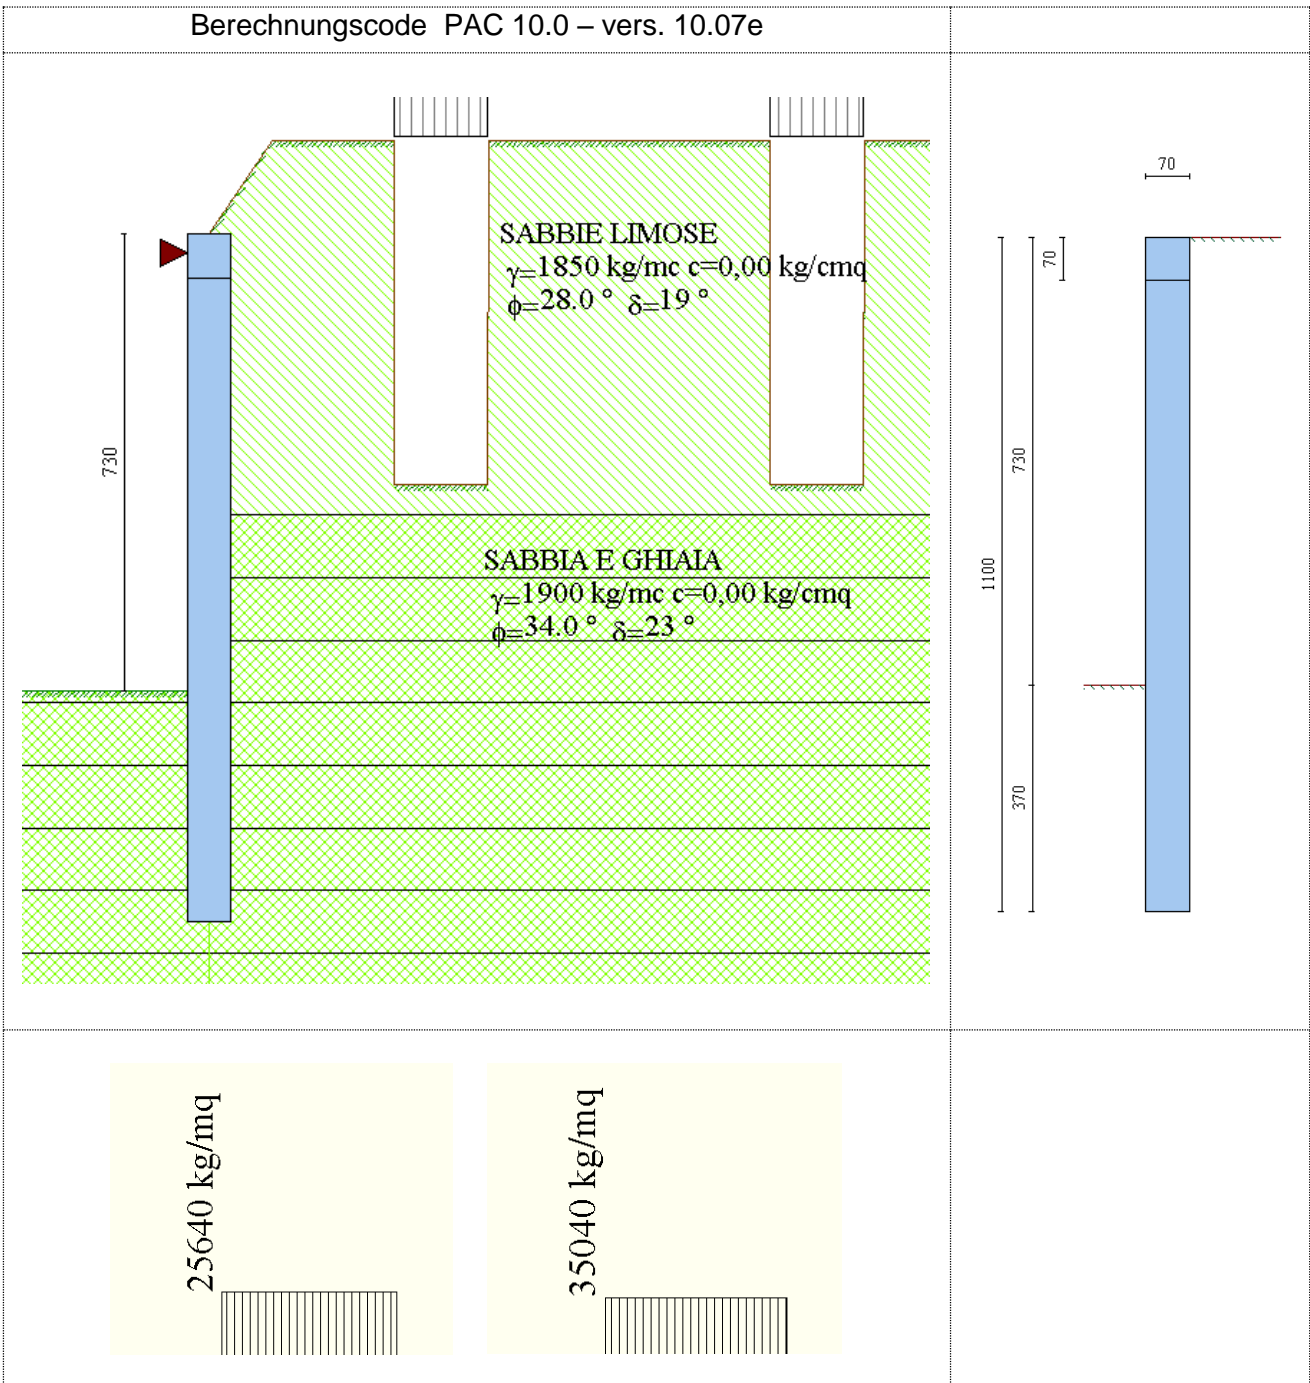 Berechnungscode PAC 10.0 – vers. 10.07e
SABBIE LIMOSE
γ=1850 kg/mc c=0,00 kg/cmq
ϕ=28.0 ° δ=19 °
730
SABBIA E GHIAIA
γ=1900 kg/mc c=0,00 kg/cmq
ϕ=34.0 ° δ=23 °
70
70
730
1100
370
25640 kg/mq
35040 kg/mq